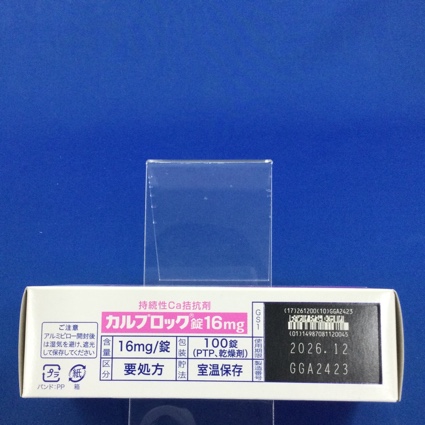 持続性Ca拮抗剤
カルブロック錠16mg
ご注意
アルミピロー開封後
は湿気を避け、遮光
して保存してください
プラ
紙
バンド:PP
箱
含量
16mg/錠
包装
100錠
(PTP、乾燥剤)
区分
要処方
貯法
室温保存
GS1
使用期限
製造番号
(17)261200(10)GGA2423
(01)14987081120045
2026.12
GGA2423